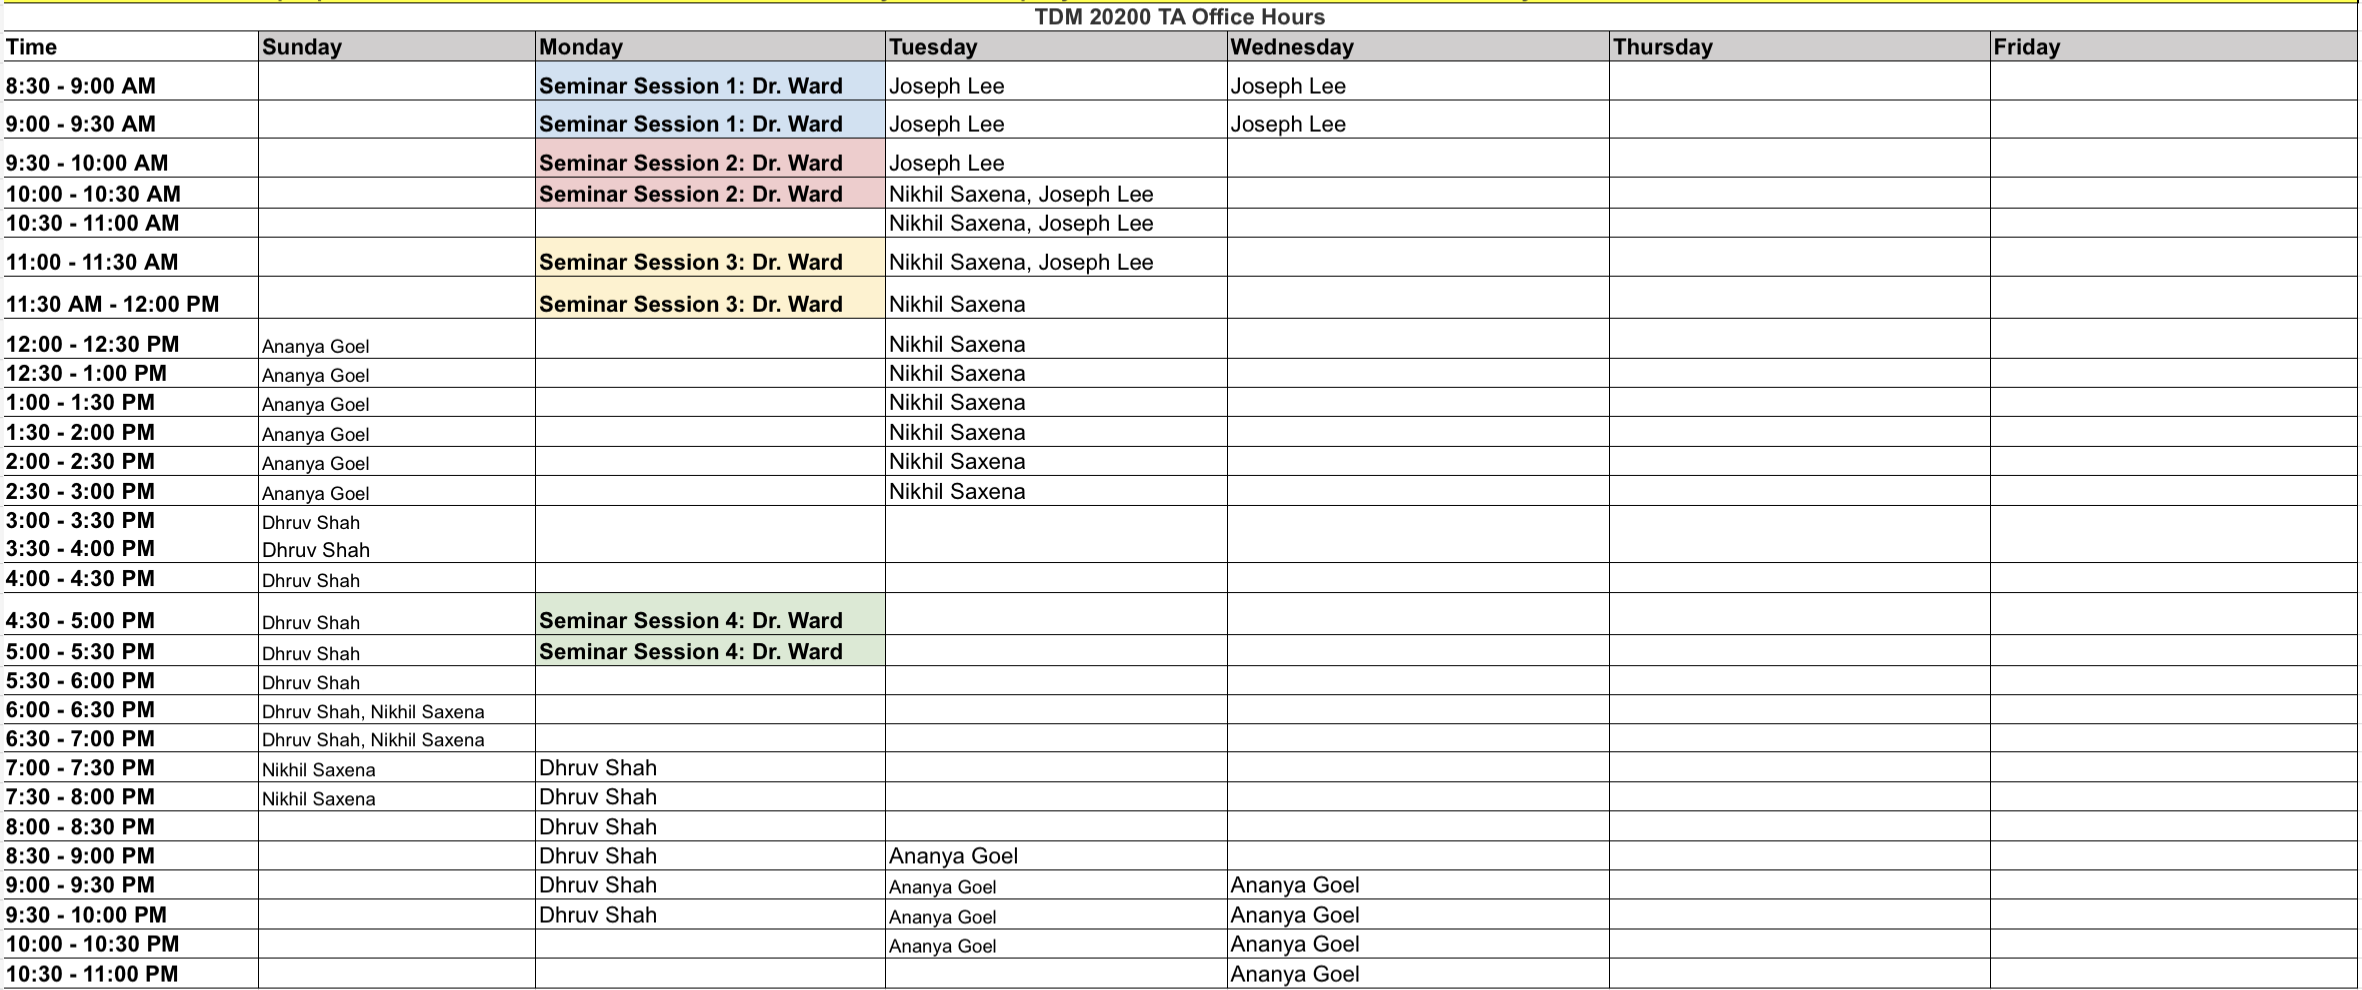 TDM 20200 TA Office Hours
Time Sunday Monday Tuesday Wednesday Thursday Friday
8:30 - 9:00 AM Seminar Session 1: Dr. Ward Joseph Lee Joseph Lee
9:00 - 9:30 AM Seminar Session 1: Dr. Ward Joseph Lee Joseph Lee
9:30 - 10:00 AM Seminar Session 2: Dr. Ward Joseph Lee
10:00 - 10:30 AM Seminar Session 2: Dr. Ward Nikhil Saxena, Joseph Lee
10:30 - 11:00 AM Nikhil Saxena, Joseph Lee
11:00 - 11:30 AM Seminar Session 3: Dr. Ward Nikhil Saxena, Joseph Lee
11:30 AM - 12:00 PM Seminar Session 3: Dr. Ward Nikhil Saxena
12:00 - 12:30 PM Ananya Goel Nikhil Saxena
12:30 - 1:00 PM Ananya Goel Nikhil Saxena
1:00 - 1:30 PM Ananya Goel Nikhil Saxena
1:30 - 2:00 PM Ananya Goel Nikhil Saxena
2:00 - 2:30 PM Ananya Goel Nikhil Saxena
2:30 - 3:00 PM Ananya Goel Nikhil Saxena
3:00 - 3:30 PM Dhruv Shah
3:30 - 4:00 PM Dhruv Shah
4:00 - 4:30 PM Dhruv Shah
4:30 - 5:00 PM Dhruv Shah Seminar Session 4: Dr. Ward
5:00 - 5:30 PM Dhruv Shah Seminar Session 4: Dr. Ward
5:30 - 6:00 PM Dhruv Shah
6:00 - 6:30 PM Dhruv Shah, Nikhil Saxena
6:30 - 7:00 PM Dhruv Shah, Nikhil Saxena
7:00 - 7:30 PM Nikhil Saxena Dhruv Shah
7:30 - 8:00 PM Nikhil Saxena Dhruv Shah
8:00 - 8:30 PM Dhruv Shah
8:30 - 9:00 PM Dhruv Shah Ananya Goel
9:00 - 9:30 PM Dhruv Shah Ananya Goel Ananya Goel
9:30 - 10:00 PM Dhruv Shah Ananya Goel Ananya Goel
10:00 - 10:30 PM Ananya Goel Ananya Goel
10:30 - 11:00 PM Ananya Goel